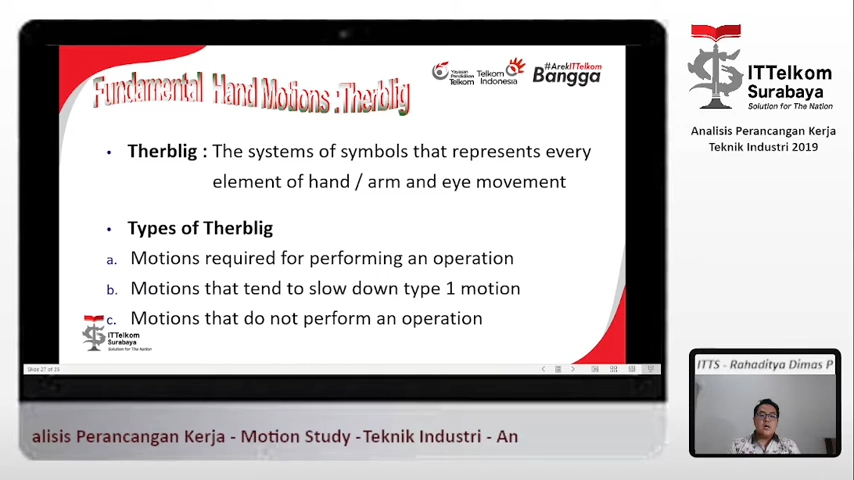 Fundamental Hand Motions :Therblig
Yayasan Pendidikan Telkom
Telkom Indonesia
#ArekITTelkom
Bangga
• Therblig : The systems of symbols that represents every
element of hand / arm and eye movement
• Types of Therblig
a. Motions required for performing an operation
b. Motions that tend to slow down type 1 motion
c. Motions that do not perform an operation
ITTelkom
Surabaya
Solution for The Nation
alisis Perancangan Kerja - Motion Study -Teknik Industri - An
ITTelkom
Surabaya
Solution for The Nation
Analisis Perancangan Kerja
Teknik Industri 2019
ITTS - Rahaditya Dimas P